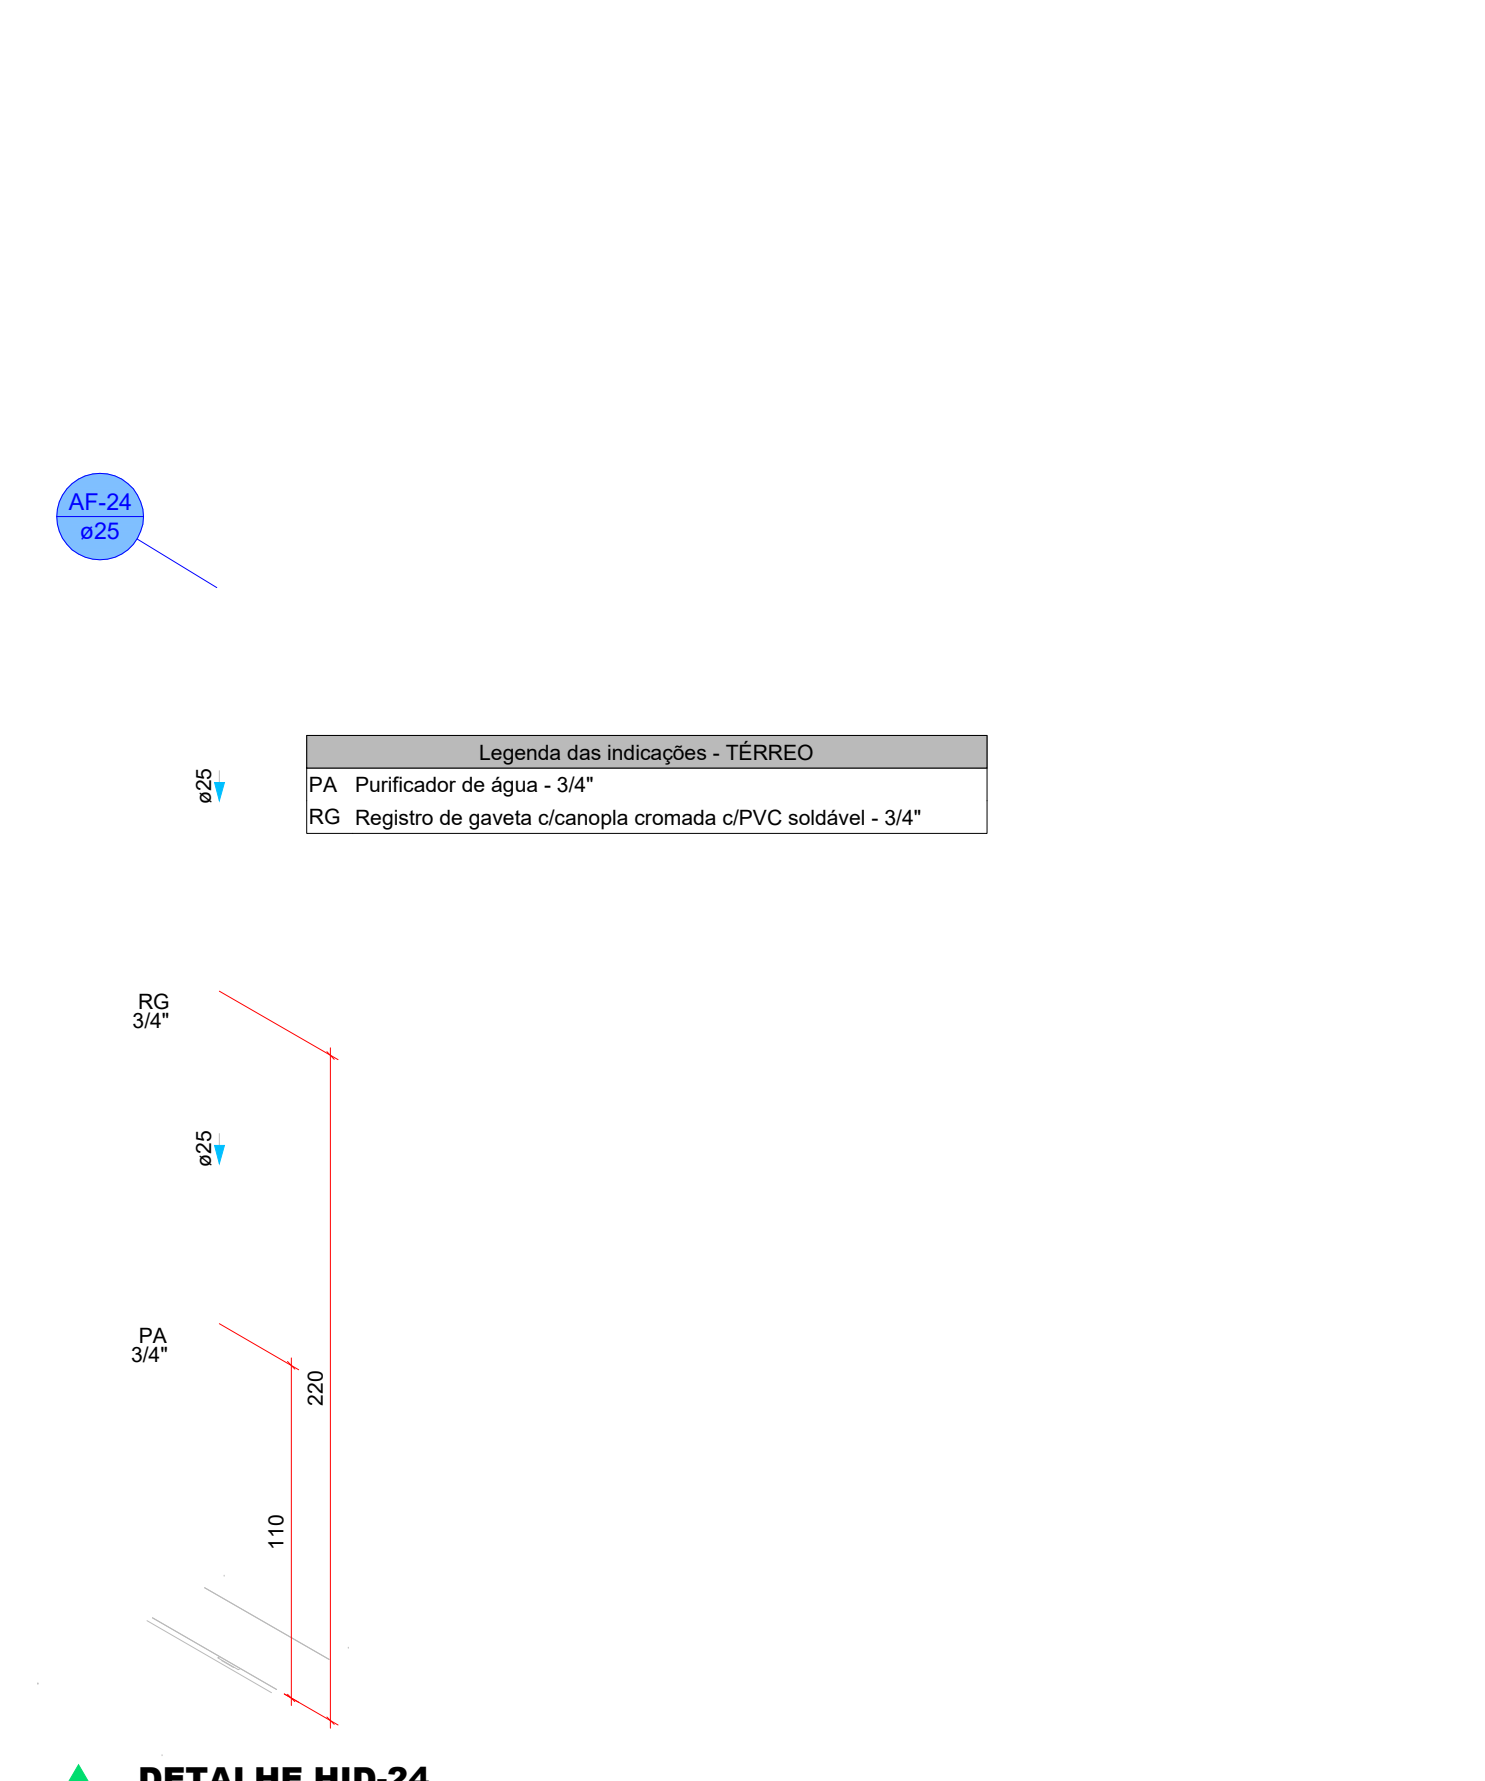 AF-24
ø25
ø25
Legenda das indicações - TÉRREO
PA Purificador de água - 3/4"
RG Registro de gaveta c/canopla cromada c/PVC soldável - 3/4"
RG
3/4"
ø25
PA
3/4"
220
110
DETALHE HID-24